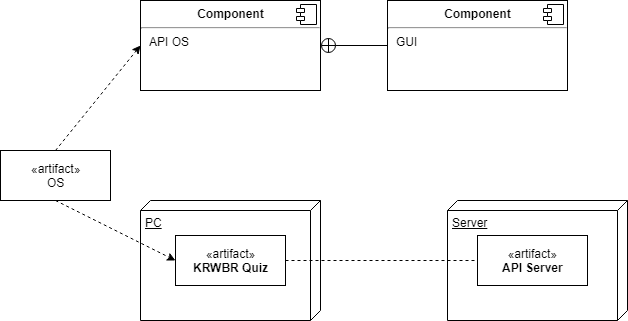 Component
API OS
Component
GUI
«artifact»
OS
PC
«artifact»
KRWBR Quiz
Server
«artifact»
API Server